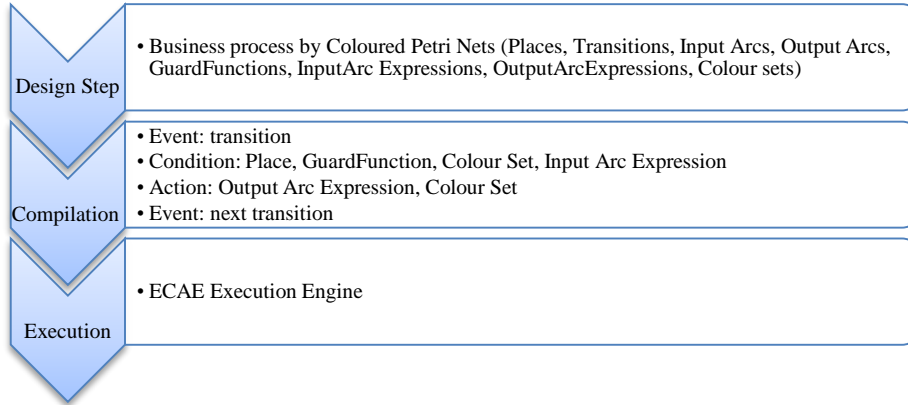 Design Step
• Business process by Coloured Petri Nets (Places, Transitions, Input Arcs, Output Arcs,
GuardFunctions, InputArc Expressions, OutputArcExpressions, Colour sets)
Compilation
• Event: transition
• Condition: Place, GuardFunction, Colour Set, Input Arc Expression
• Action: Output Arc Expression, Colour Set
• Event: next transition
Execution
• ECAE Execution Engine